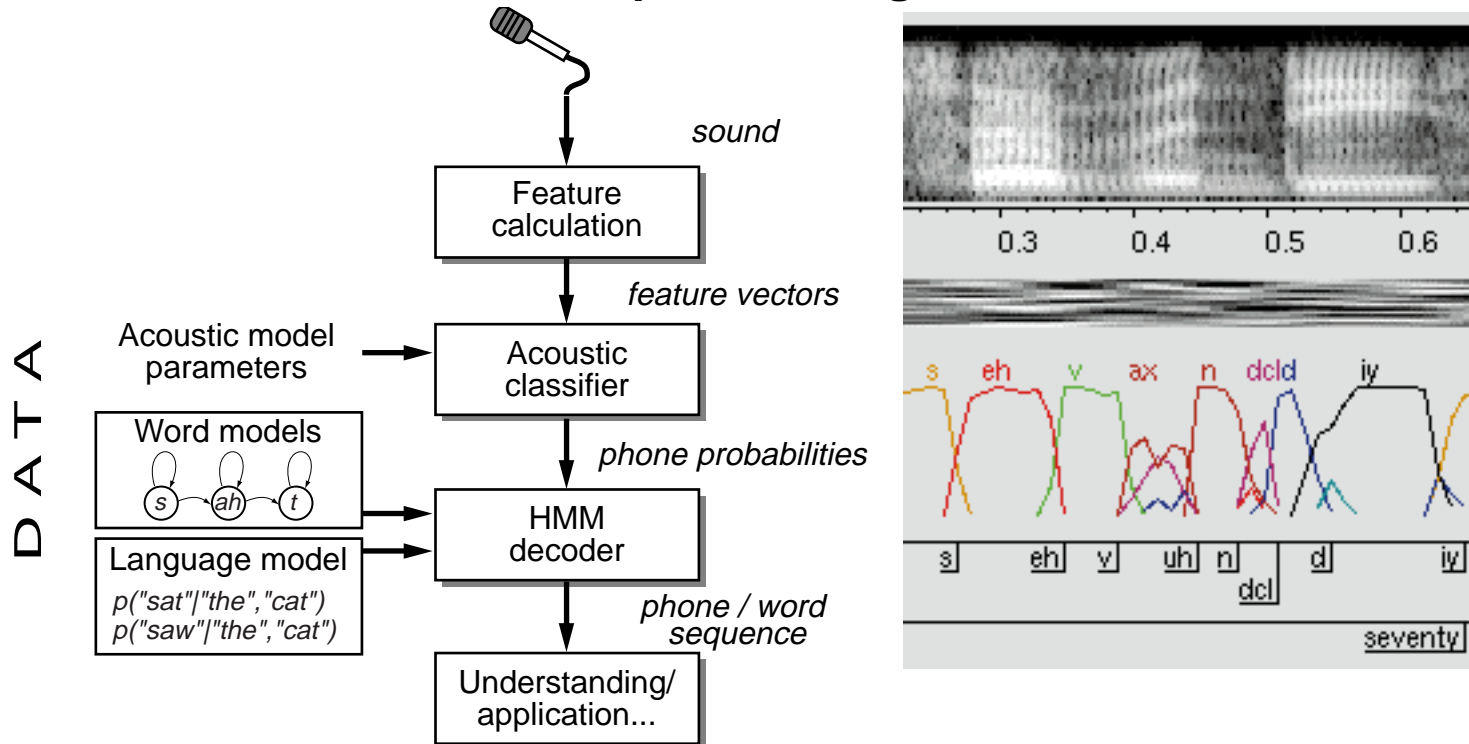 sound
Feature
calculation
feature vectors
Acoustic model
parameters
Acoustic
classifier
DATA
Word models
s ah t
phone probabilities
HMM
decoder
Language model
p("sat"|"the","cat")
p("saw"|"the","cat")
phone / word
sequence
Understanding/
application...
0.3 0.4 0.5 0.6
s eh v ax n dcl d iy
s eh v uh n d iy
dcl
seventy